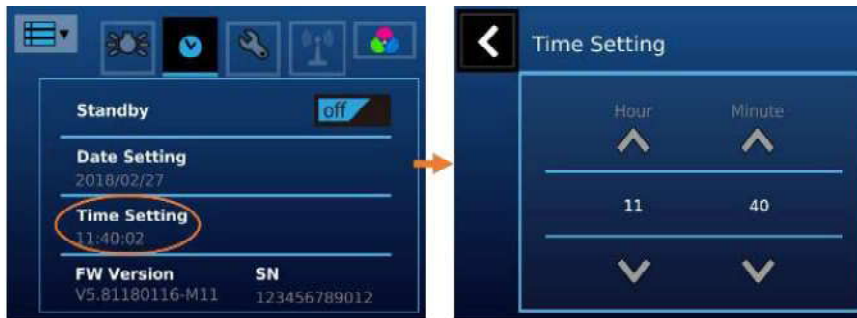 off
Standby
Date Setting
2018/02/27
Time Setting
11:40:02
FW Version SN
V5.81180116-M11 123456789012
Time Setting
Hour Minute
11 40